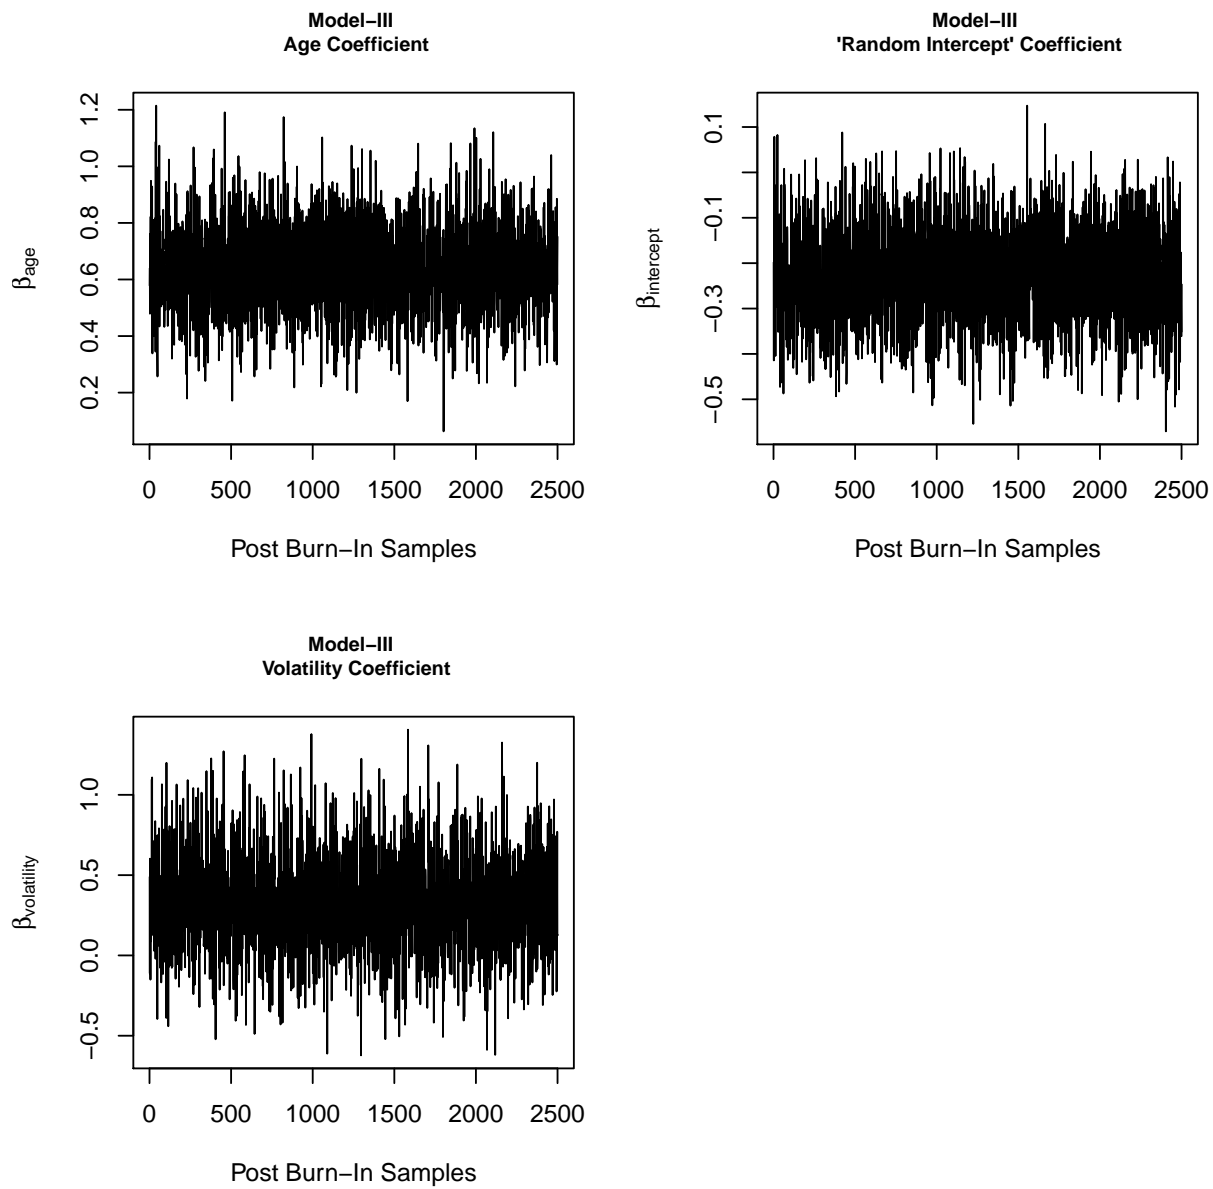 Model−III
Age Coefficient
1.2
1.0
0.8
0.6
0.4
0.2
βage
0 500 1000 1500 2000 2500
Post Burn−In Samples
Model−III
'Random Intercept' Coefficient
0.1
−0.1
−0.3
−0.5
βintercept
0 500 1000 1500 2000 2500
Post Burn−In Samples
Model−III
Volatility Coefficient
1.0
0.5
0.0
−0.5
βvolatility
0 500 1000 1500 2000 2500
Post Burn−In Samples